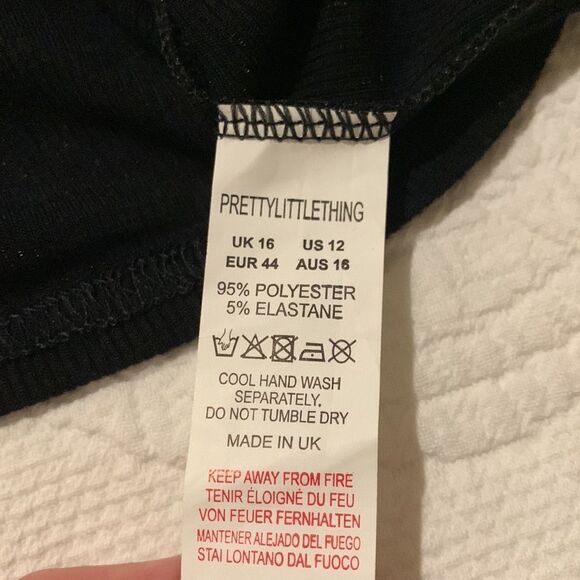 PRETTYLITTLETHING
UK 16 US 12
EUR 44 AUS 16
95% POLYESTER
5% ELASTANE
COOL HAND WASH
SEPARATELY.
DO NOT TUMBLE DRY
MADE IN UK
KEEP AWAY FROM FIRE
TENIR ÉLOIGNÉ DU FEU
VON FEUER FERNHALTEN
MANTENER ALEJADO DEL FUEGO
STAI LONTANO DAL FUOCO